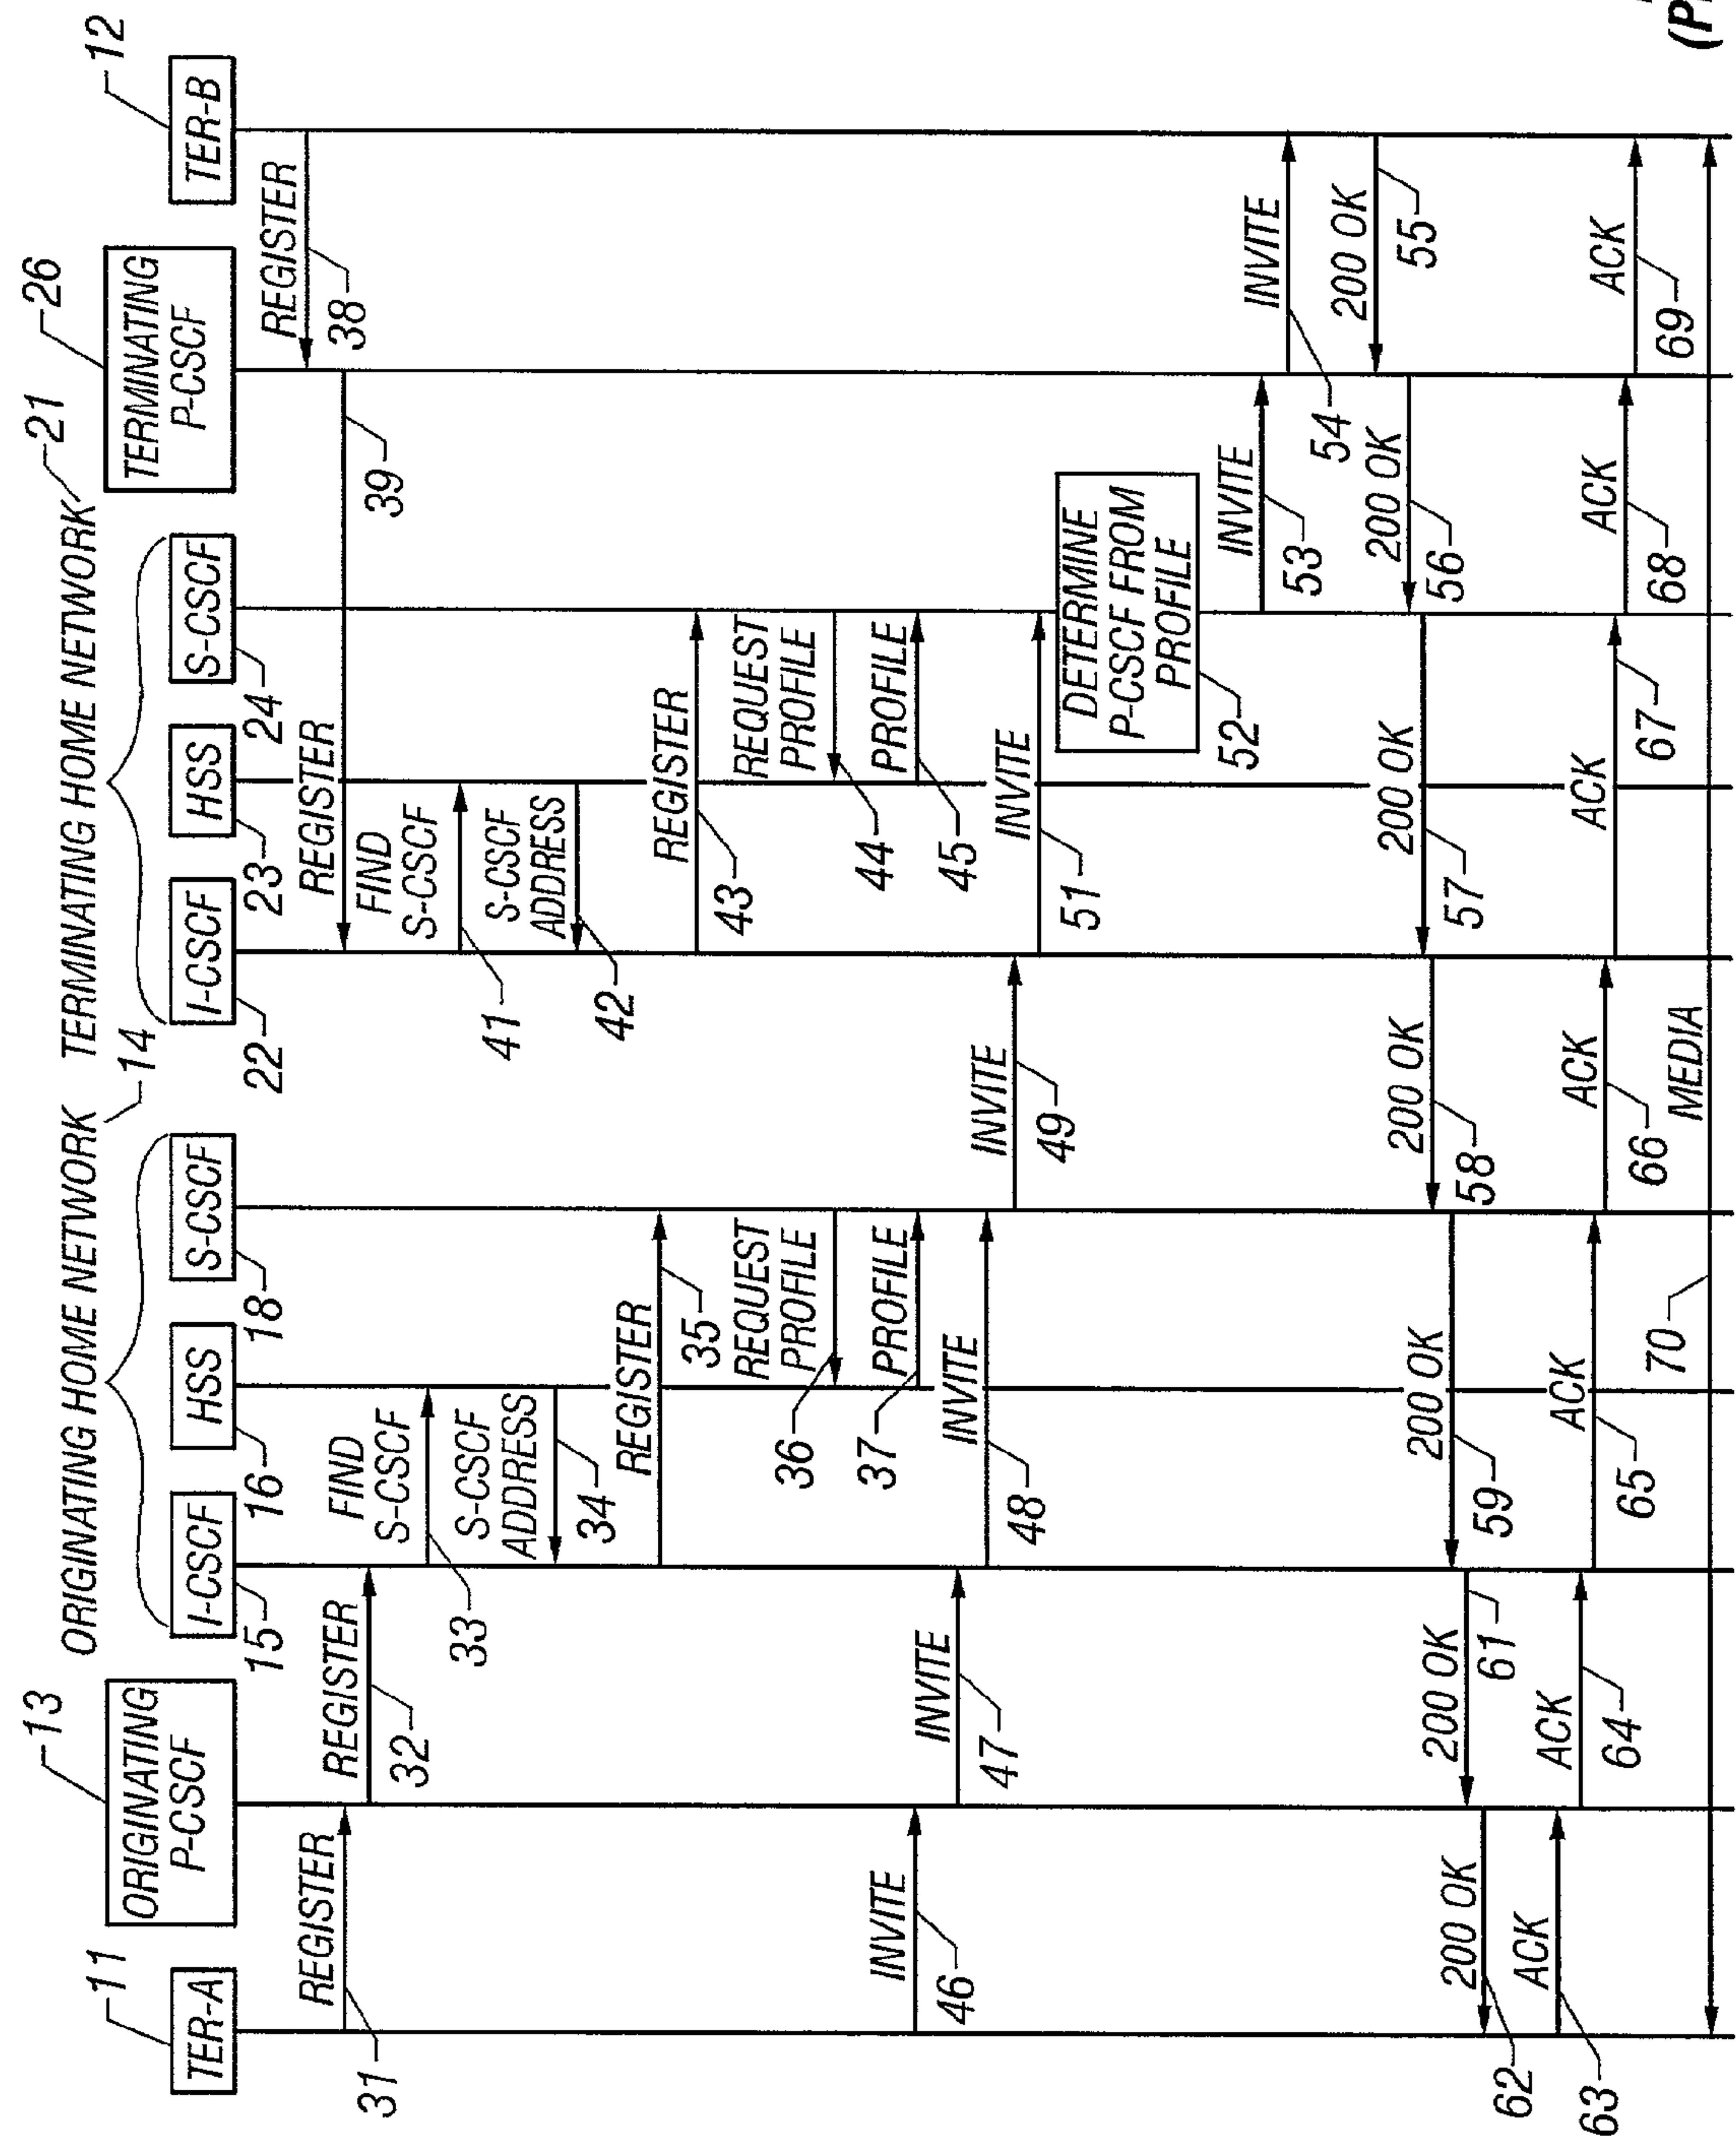 ORIGINATING HOME NETWORK
14
TERMINATING HOME NETWORK
21
11
13
26
12
TER-A
ORIGINATING
P-CSCF
I-CSCF
HSS
S-CSCF
I-CSCF
HSS
S-CSCF
TERMINATING
P-CSCF
TER-B
15
16
18
22
23
24
REGISTER
38
REGISTER
39
REGISTER
31
REGISTER
32
FIND
S-CSCF
33
FIND
S-CSCF
41
S-CSCF
ADDRESS
34
S-CSCF
ADDRESS
42
REGISTER
35
REGISTER
43
REQUEST
PROFILE
36
REQUEST
PROFILE
44
PROFILE
37
PROFILE
45
INVITE
46
INVITE
47
INVITE
48
INVITE
49
INVITE
51
DETERMINE
P-CSCF FROM
PROFILE
52
INVITE
53
INVITE
54
200 OK
55
200 OK
56
200 OK
57
200 OK
58
200 OK
59
200 OK
61
200 OK
62
ACK
63
ACK
64
ACK
65
ACK
66
ACK
67
ACK
68
ACK
69
MEDIA
70